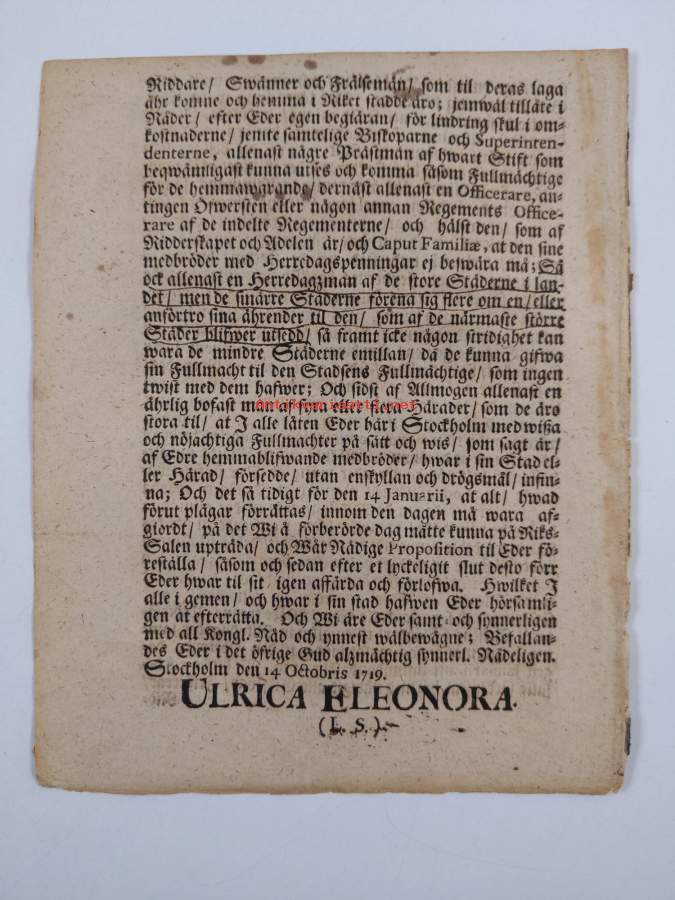 Riddare/ Swänner och Frälsemän/ som til deras laga
åhr komne och hemma i Riket stadde äro; jemwäl tillåte i
Nåder/ efter Eder egen begiäran/ för lindring skul i om-
kostnaderne/ jemte samtelige Biskoparne och Superinten-
denterne, allenast någre Prästmän af hwart Stift som
beqwämligast kunna utses och komma såsom Fullmächtige
för de hemmawarande/ dernäst allenast en Officerare, an-
tingen Öfwersten eller någon annan Regements Office-
rare af de indelte Regementerne/ och hälst den/ som af
Ridderskapet och Adelen är/ och Caput Familiæ, at den sine
medbröder med Herredagspenningar ej beswära må; Så
ock allenast en Herredagzman af de store Städerne i lan-
det/ men de smärre Städerne förena sig flere om en/ eller
anförtro sina ährender til den/ som af de närmaste större
Städer blifwer utsedd/ så framt icke någon stridighet kan
wara de mindre Städerne emillan/ då de kunna gifwa
sin Fullmacht til den Stadsens Fullmächtige/ som ingen
twist med dem hafwer; Och sidst af Allmogen allenast en
ährlig bofast man af hvart eller flera Härader/ som de äro
stora til/ at J alle låten Eder här i Stockholm med wißa
och nöjachtiga Fullmachter på sätt och wis/ som sagt är/
af Edre hemmablifwande medbröder/ hwar i sin Stad el-
ler Härad/ försedde/ utan enskyllan och drögsmål/ infin-
na; Och det så tidigt för den 14 Januarii, at alt/ hwad
förut plägar förrättas/ innom den dagen må wara af-
giordt/ på det Wi å förberörde dag måtte kunna på Riks-
Salen upträda/ och Wår Nådige Proposition til Eder fö-
reställa/ såsom och sedan efter et lyckeligit slut desto förr
Eder hwar til sit igen affärda och förlofwa. Hwilket J
alle i gemen/ och hwar i sin stad hafwen Eder hörsamli-
gen at efterrätta. Och Wi äre Eder samt- och synnerligen
med all Kongl. Nåd och ynnest wälbewägne; Befallan-
des Eder i det öfrige Gud alzmächtig synnerl. Nådeligen.
Stockholm den 14 Octobris 1719.
ULRICA ELEONORA.
(L. S.)